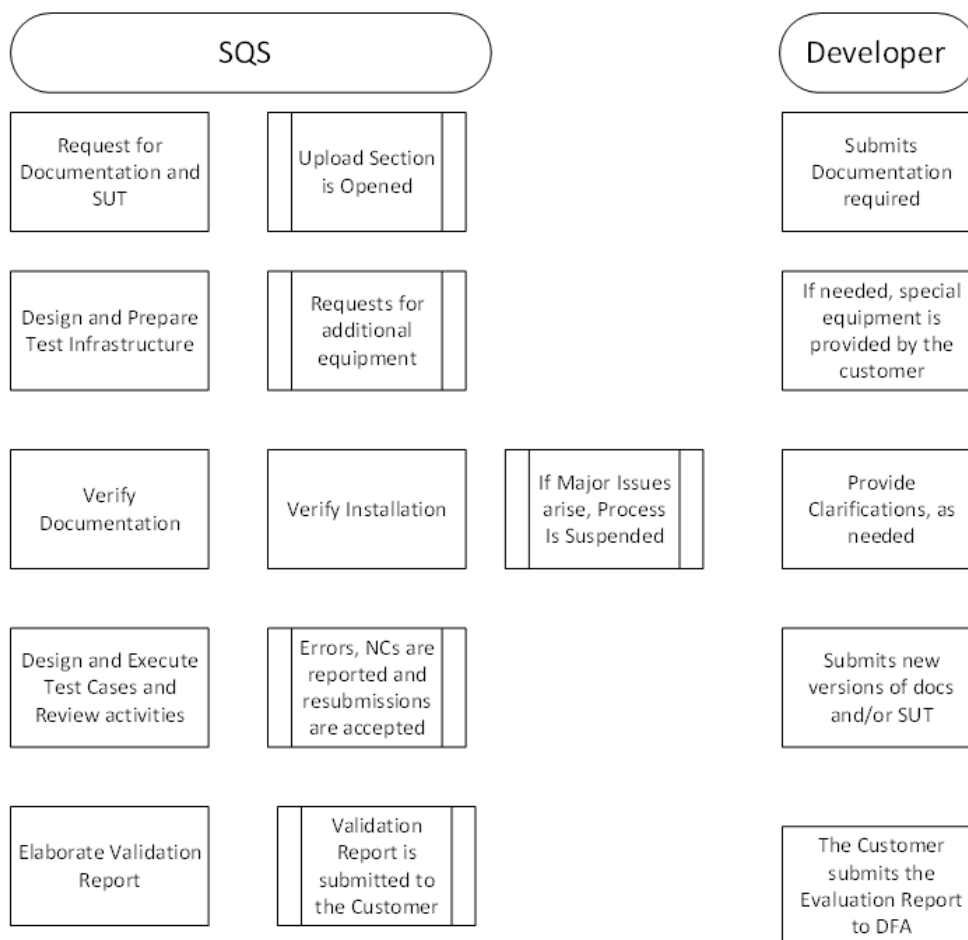 SQS
Developer
Request for
Documentation and
SUT
Upload Section
is Opened
Submits
Documentation
required
Design and Prepare
Test Infrastructure
Requests for
additional
equipment
If needed, special
equipment is
provided by the
customer
Verify
Documentation
Verify Installation
If Major Issues
arise, Process
Is Suspended
Provide
Clarifications, as
needed
Design and Execute
Test Cases and
Review activities
Errors, NCs are
reported and
resubmissions
are accepted
Submits new
versions of docs
and/or SUT
Elaborate Validation
Report
Validation
Report is
submitted to
the Customer
The Customer
submits the
Evaluation Report
to DFA